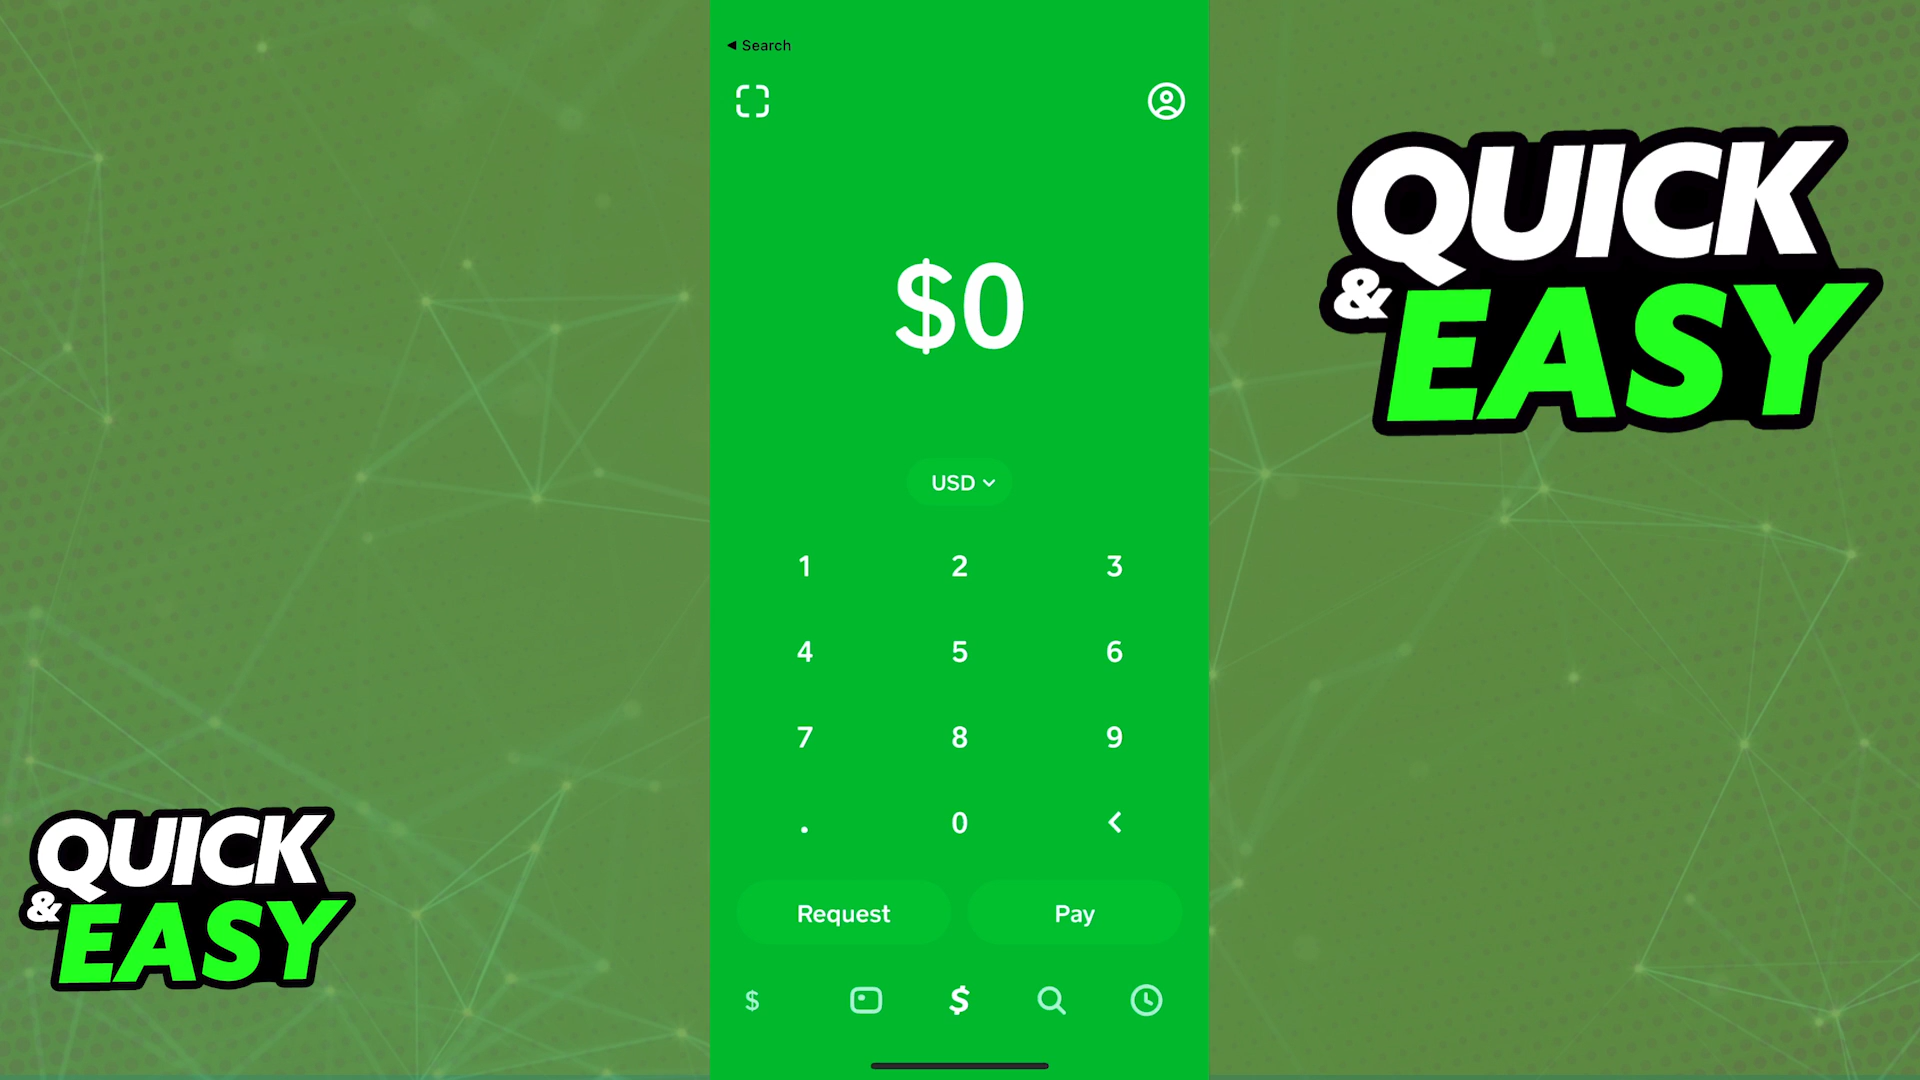 ◄ Search
$0
USD
1 2 3
4 5 6
7 8 9
. 0 <
Request Pay
$ $
QUICK
& EASY
QUICK
& EASY